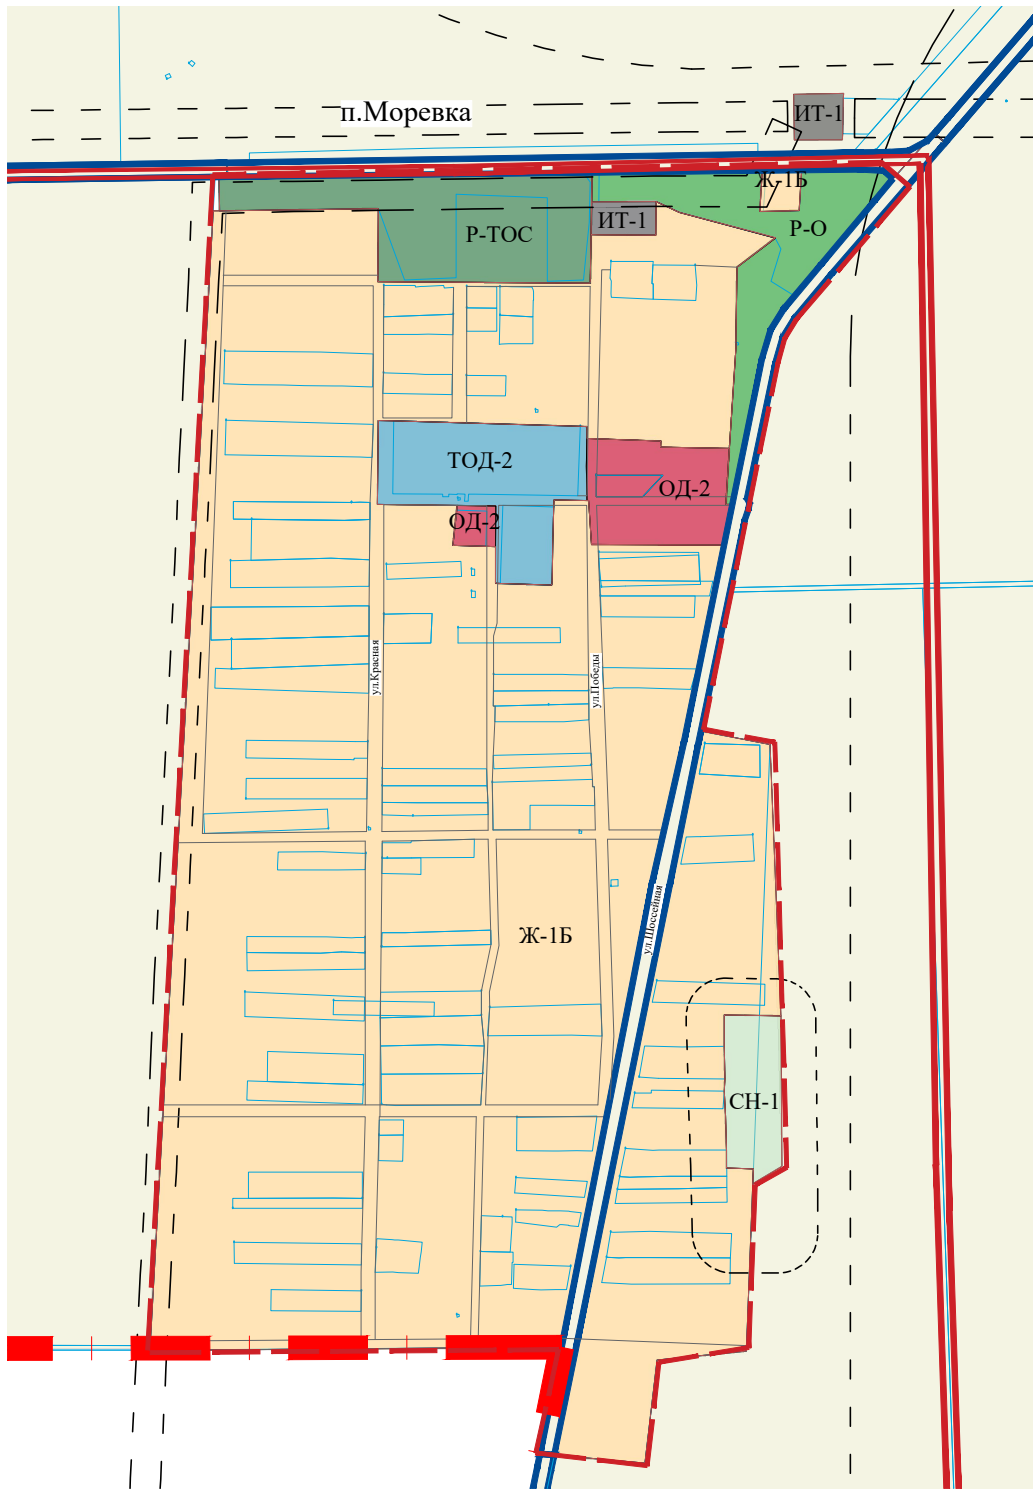 п.Моревка
ИТ-1
Ж-1Б
Р-О
ИТ-1
Р-ТОС
ТОД-2
ОД-2
ОД-2
ул.Красная
ул.Победы
ул.Шоссейная
Ж-1Б
СН-1